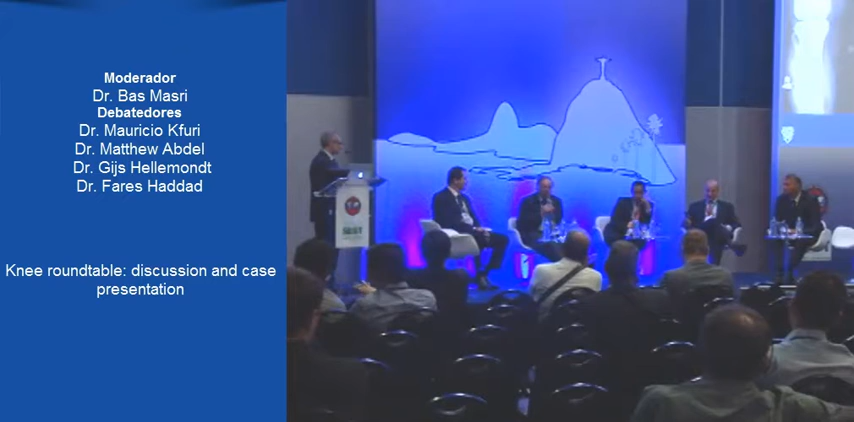 Moderador
Dr. Bas Masri
Debatedores
Dr. Mauricio Kfuri
Dr. Matthew Abdel
Dr. Gijs Hellemondt
Dr. Fares Haddad
Knee roundtable: discussion and case
presentation